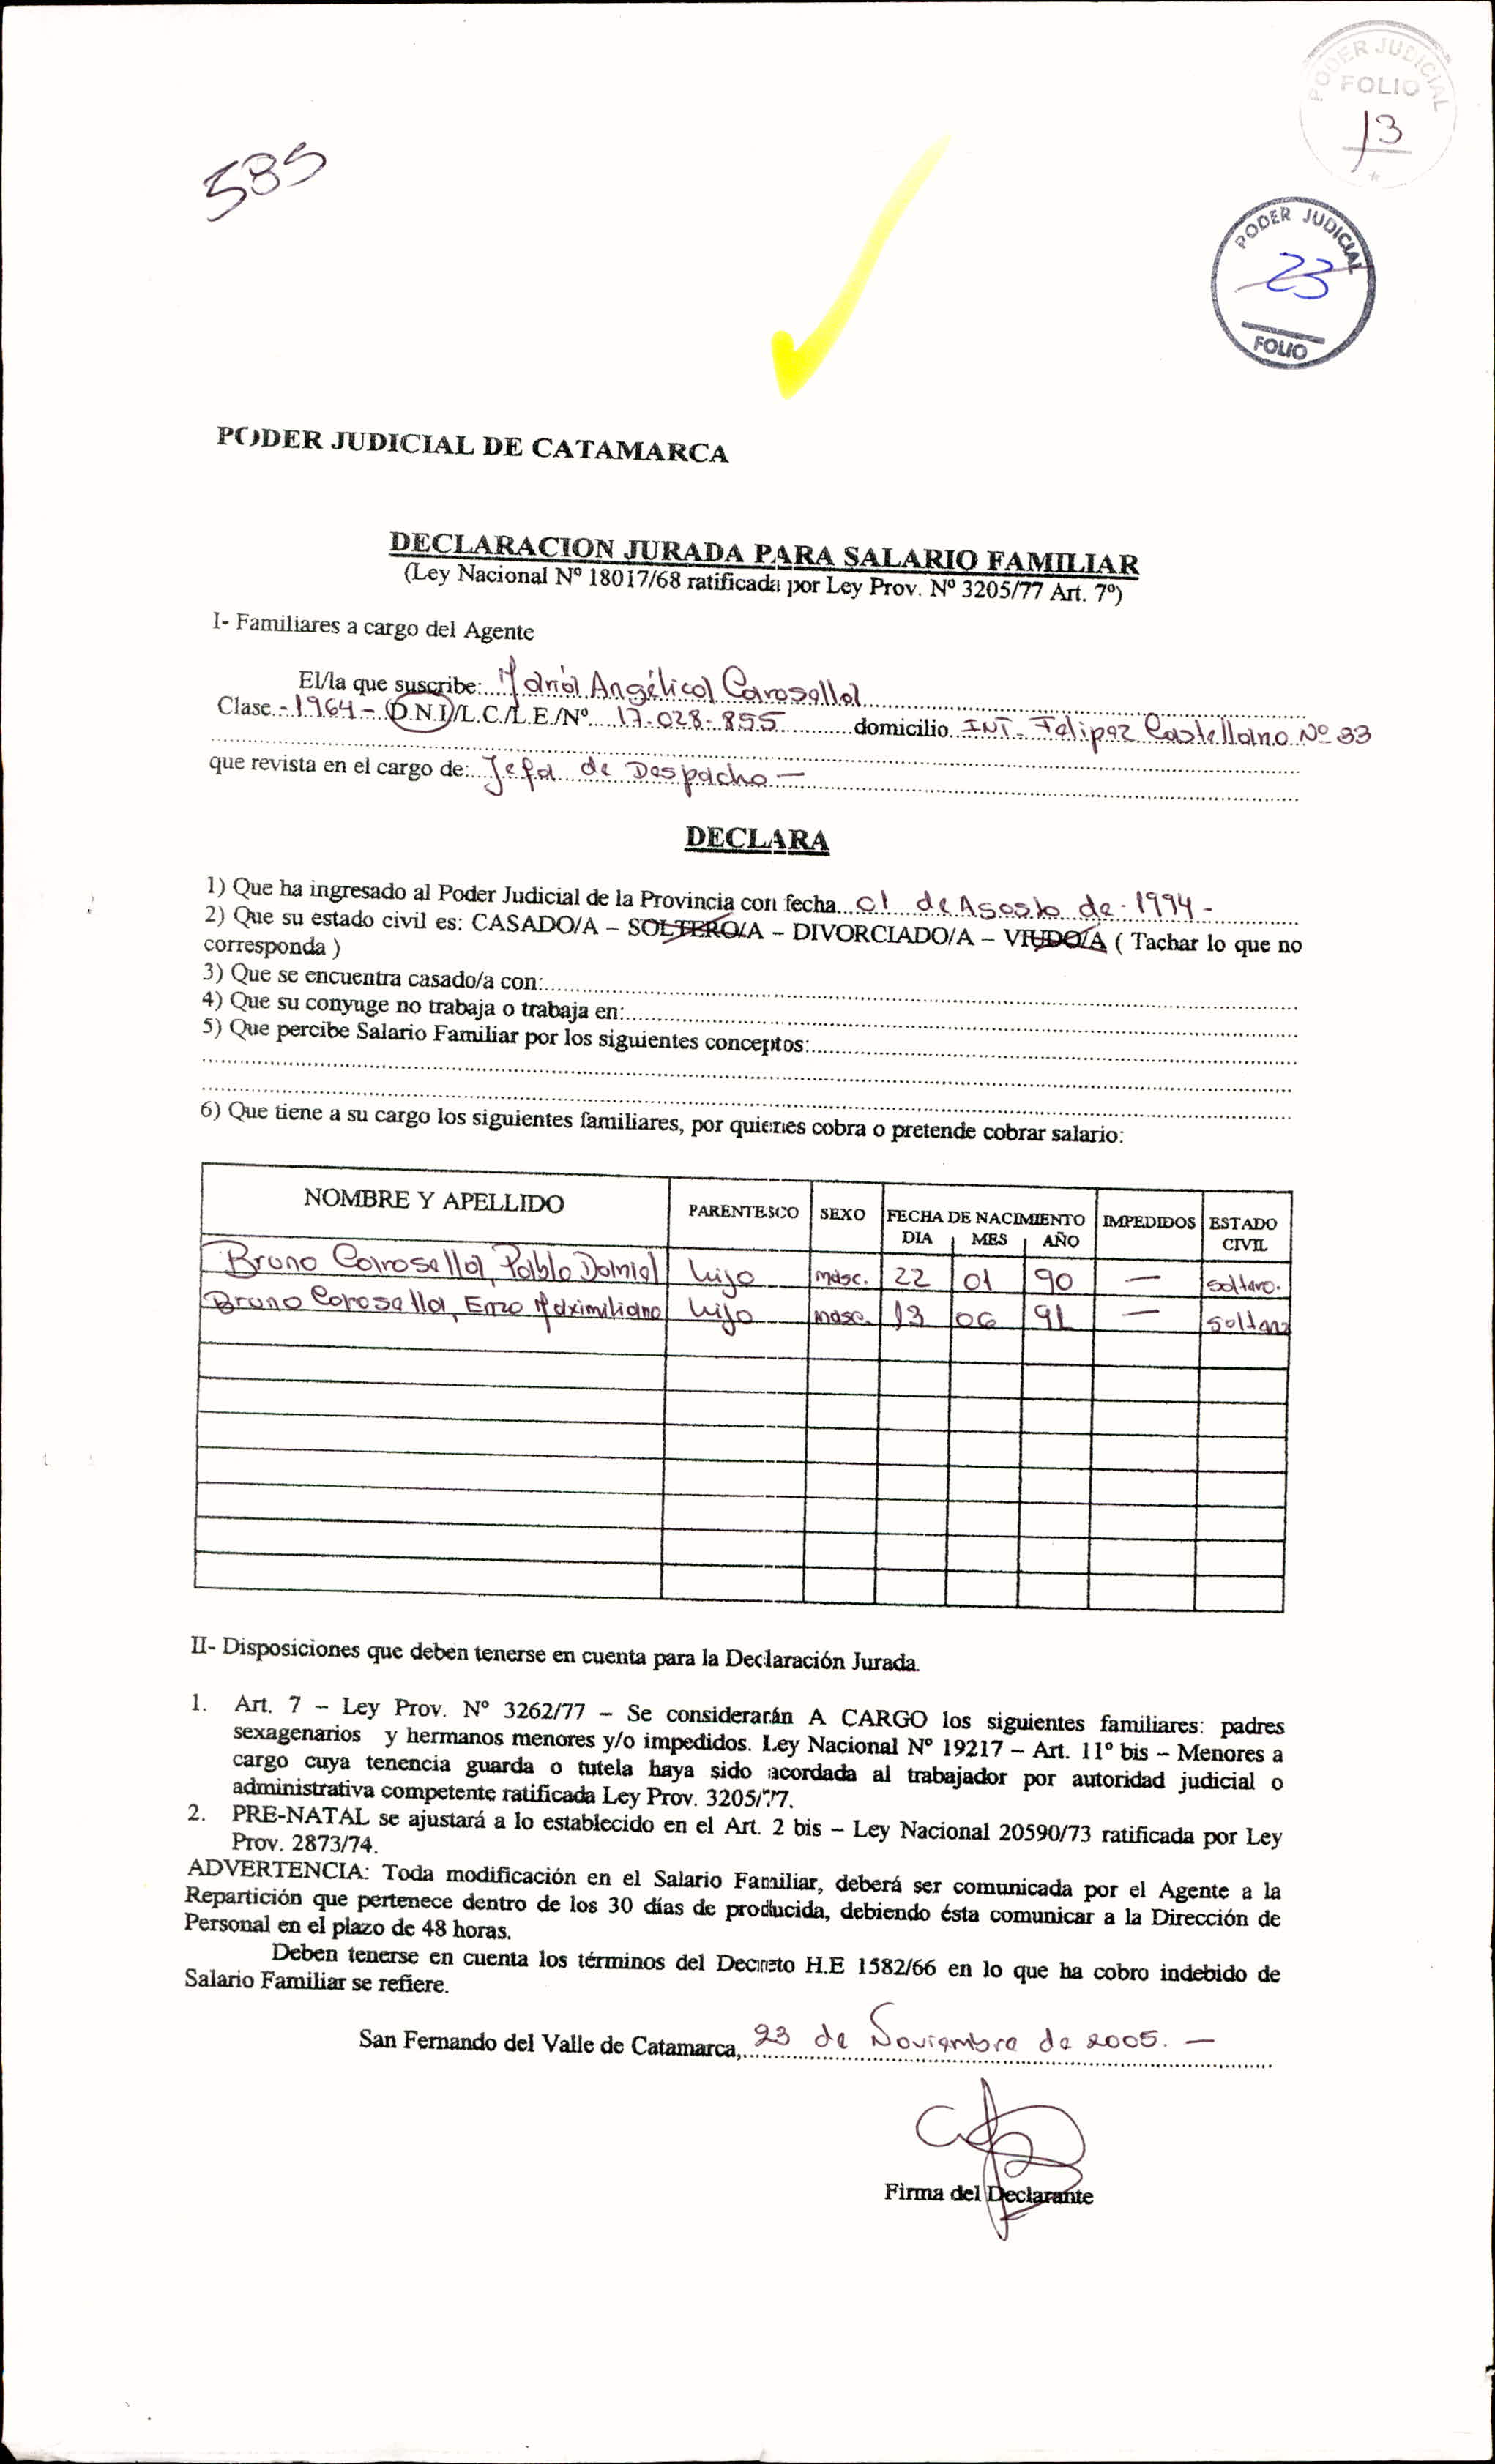 PODER JUDICIAL
FOLIO
13
585
PODER JUDICIAL
23
FOLIO
PODER JUDICIAL DE CATAMARCA
DECLARACION JURADA PARA SALARIO FAMILIAR
(Ley Nacional Nº 18017/68 ratificada por Ley Prov. Nº 3205/77 Art. 7º)
I- Familiares a cargo del Agente
El/la que suscribe: María Angélica Carosella
Clase.-1964- D.N.I/L.C./L.E./Nº 17-028-855 domicilio INT. Felipez Castellano Nº 33
que revista en el cargo de: Jefa de Despacho -
DECLARA
1) Que ha ingresado al Poder Judicial de la Provincia con fecha 01 de Agosto de 1994 -
2) Que su estado civil es: CASADO/A – SOLTERO/A – DIVORCIADO/A – VIUDO/A ( Tachar lo que no
corresponda )
3) Que se encuentra casado/a con:
4) Que su conyuge no trabaja o trabaja en:
5) Que percibe Salario Familiar por los siguientes conceptos:
6) Que tiene a su cargo los siguientes familiares, por quienes cobra o pretende cobrar salario:
NOMBRE Y APELLIDO PARENTESCO SEXO FECHA DE NACIMIENTO IMPEDIDOS ESTADO
DIA MES AÑO CIVIL
Bruno Carosella, Pablo Daniel hijo masc. 22 01 90 — soltero.
Bruno Carosella, Enzo Maximiliano hijo masc. 13 06 91 — soltero
II- Disposiciones que deben tenerse en cuenta para la Declaración Jurada.
1. Art. 7 – Ley Prov. Nº 3262/77 – Se considerarán A CARGO los siguientes familiares: padres
sexagenarios y hermanos menores y/o impedidos. Ley Nacional Nº 19217 – Art. 11º bis – Menores a
cargo cuya tenencia guarda o tutela haya sido acordada al trabajador por autoridad judicial o
administrativa competente ratificada Ley Prov. 3205/77.
2. PRE-NATAL se ajustará a lo establecido en el Art. 2 bis – Ley Nacional 20590/73 ratificada por Ley
Prov. 2873/74.
ADVERTENCIA: Toda modificación en el Salario Familiar, deberá ser comunicada por el Agente a la
Repartición que pertenece dentro de los 30 días de producida, debiendo ésta comunicar a la Dirección de
Personal en el plazo de 48 horas.
Deben tenerse en cuenta los términos del Decreto H.E 1582/66 en lo que ha cobro indebido de
Salario Familiar se refiere.
San Fernando del Valle de Catamarca, 23 de Noviembre de 2005. —
Firma del Declarante